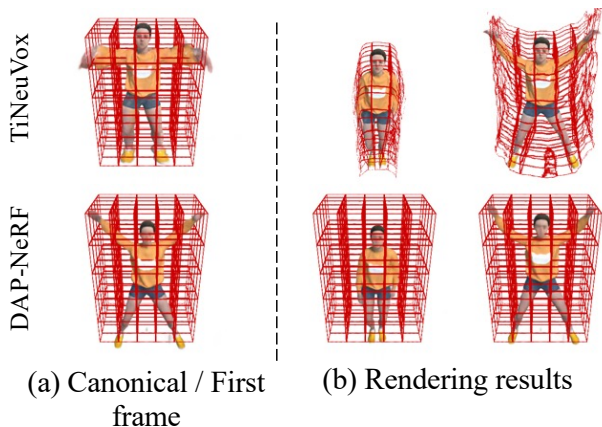 TiNeuVox
DAP-NeRF
(a) Canonical / First
frame
(b) Rendering results